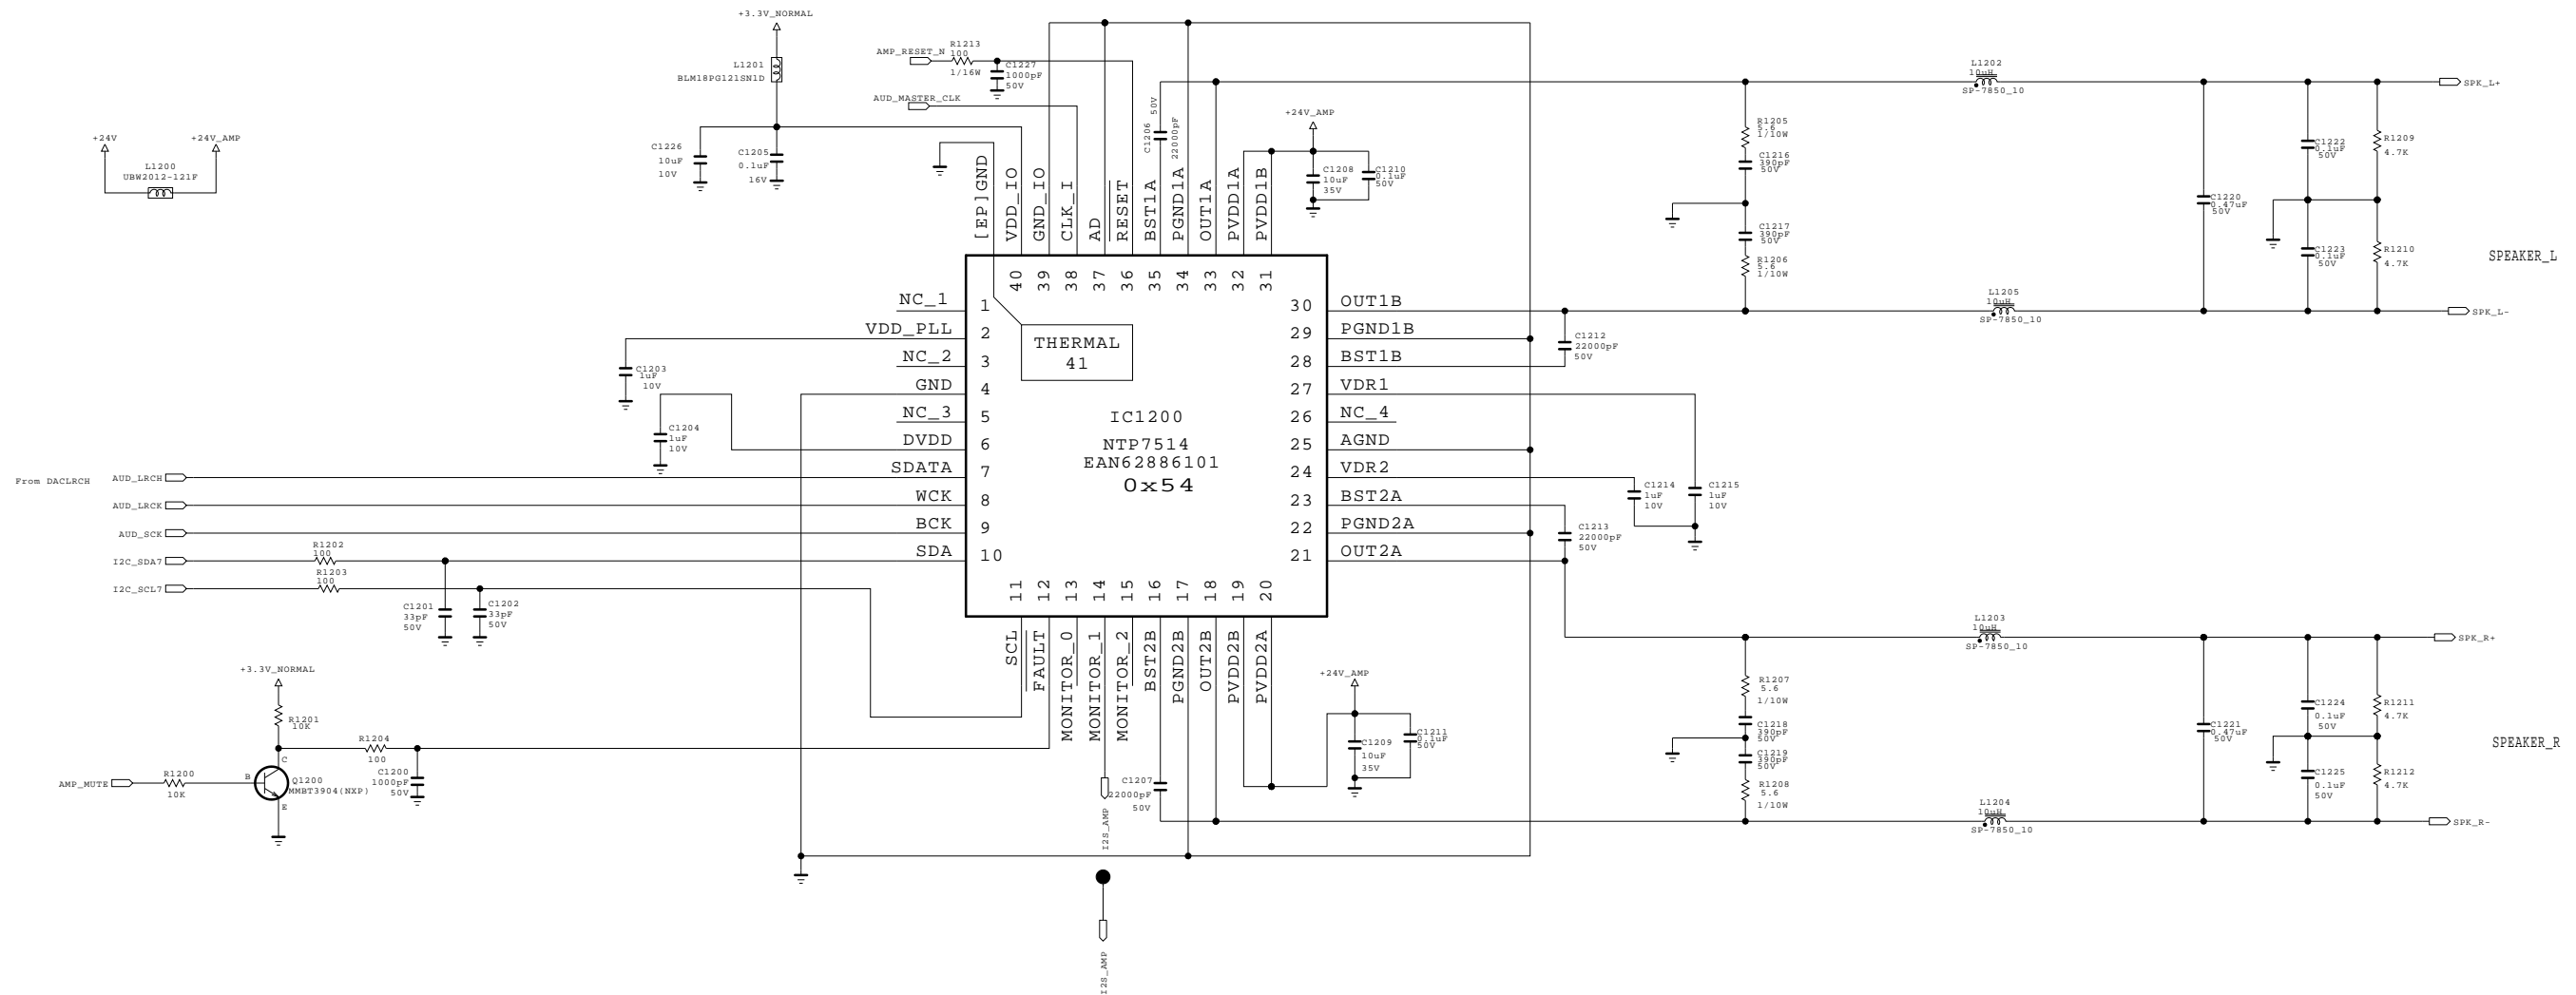 +3.3V_NORMAL
L1201
BLM18PG121SN1D
C1226
10uF
10V
C1205
0.1uF
16V
+24V
+24V_AMP
L1200
UBW2012-121F
AMP_RESET_N
R1213
100
1/16W
C1227
1000pF
50V
AUD_MASTER_CLK
C1206
22000pF
50V
+24V_AMP
C1208
10uF
35V
C1210
0.1uF
50V
[EP]GND
VDD_IO
GND_IO
CLK_I
AD
RESET
BST1A
PGND1A
OUT1A
PVDD1A
PVDD1B
40
39
38
37
36
35
34
33
32
31
NC_1
VDD_PLL
NC_2
GND
NC_3
DVDD
SDATA
WCK
BCK
SDA
1
2
3
4
5
6
7
8
9
10
THERMAL
41
IC1200
NTP7514
EAN62886101
0x54
30
29
28
27
26
25
24
23
22
21
OUT1B
PGND1B
BST1B
VDR1
NC_4
AGND
VDR2
BST2A
PGND2A
OUT2A
11
12
13
14
15
16
17
18
19
20
SCL
FAULT
MONITOR_0
MONITOR_1
MONITOR_2
BST2B
PGND2B
OUT2B
PVDD2B
PVDD2A
C1203
1uF
10V
C1204
1uF
10V
From DACLRCH
AUD_LRCH
AUD_LRCK
AUD_SCK
I2C_SDA7
I2C_SCL7
R1202
100
R1203
100
C1201
33pF
50V
C1202
33pF
50V
+3.3V_NORMAL
R1201
10K
R1204
100
C1200
1000pF
50V
AMP_MUTE
R1200
10K
B
C
E
Q1200
MMBT3904(NXP)
I2S_AMP
I2S_AMP
C1207
22000pF
50V
+24V_AMP
C1209
10uF
35V
C1211
0.1uF
50V
C1212
22000pF
50V
C1213
22000pF
50V
C1214
1uF
10V
C1215
1uF
10V
R1205
5.6
1/10W
C1216
390pF
50V
C1217
390pF
50V
R1206
5.6
1/10W
L1202
10uH
SP-7850_10
L1205
10uH
SP-7850_10
C1220
0.47uF
50V
C1222
0.1uF
50V
C1223
0.1uF
50V
R1209
4.7K
R1210
4.7K
SPK_L+
SPEAKER_L
SPK_L-
R1207
5.6
1/10W
C1218
390pF
50V
C1219
390pF
50V
R1208
5.6
1/10W
L1203
10uH
SP-7850_10
L1204
10uH
SP-7850_10
C1221
0.47uF
50V
C1224
0.1uF
50V
C1225
0.1uF
50V
R1211
4.7K
R1212
4.7K
SPK_R+
SPEAKER_R
SPK_R-